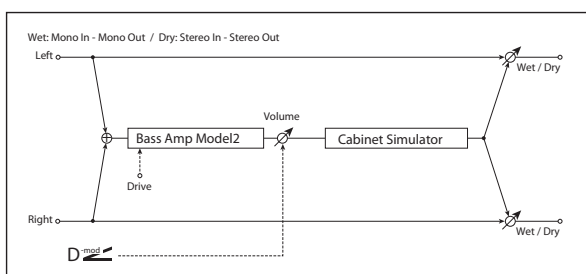 Wet: Mono In - Mono Out / Dry: Stereo In - Stereo Out
Left
Wet / Dry
Volume
Bass Amp Model2
Cabinet Simulator
Drive
Right
Wet / Dry
D-mod